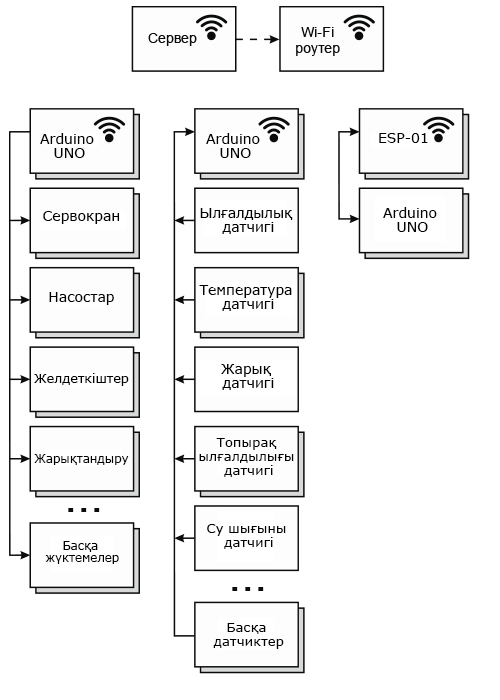 Сервер
Wi-Fi
роутер
Arduino
UNO
Сервокран
Насостар
Желдеткіштер
Жарықтандыру
...
Басқа
жүктемелер
Arduino
UNO
Ылғалдылық
датчигі
Температура
датчигі
Жарық
датчигі
Топырақ
ылғалдылығы
датчигі
Су шығыны
датчигі
...
Басқа
датчиктер
ESP-01
Arduino
UNO